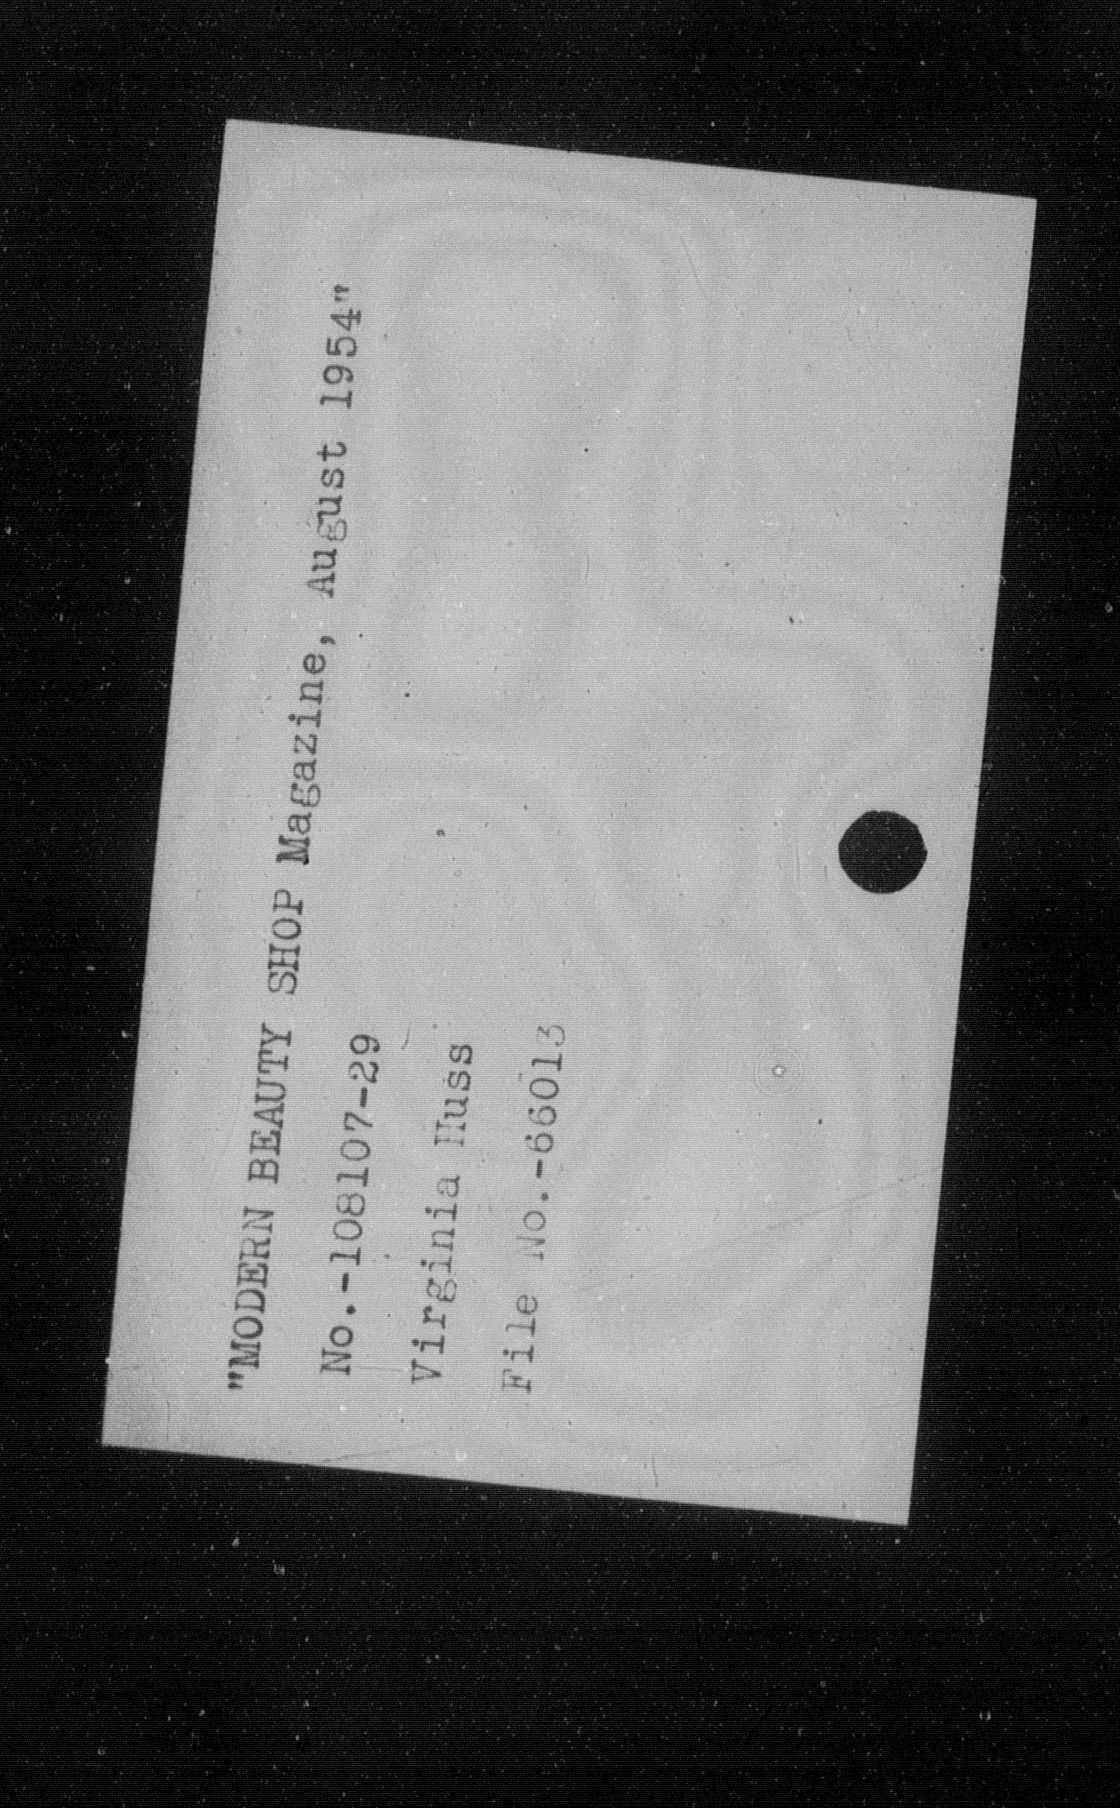 "MODERN BEAUTY SHOP Magazine, August 1954"
No.-108107-29
Virginia Huss
File No.-66013